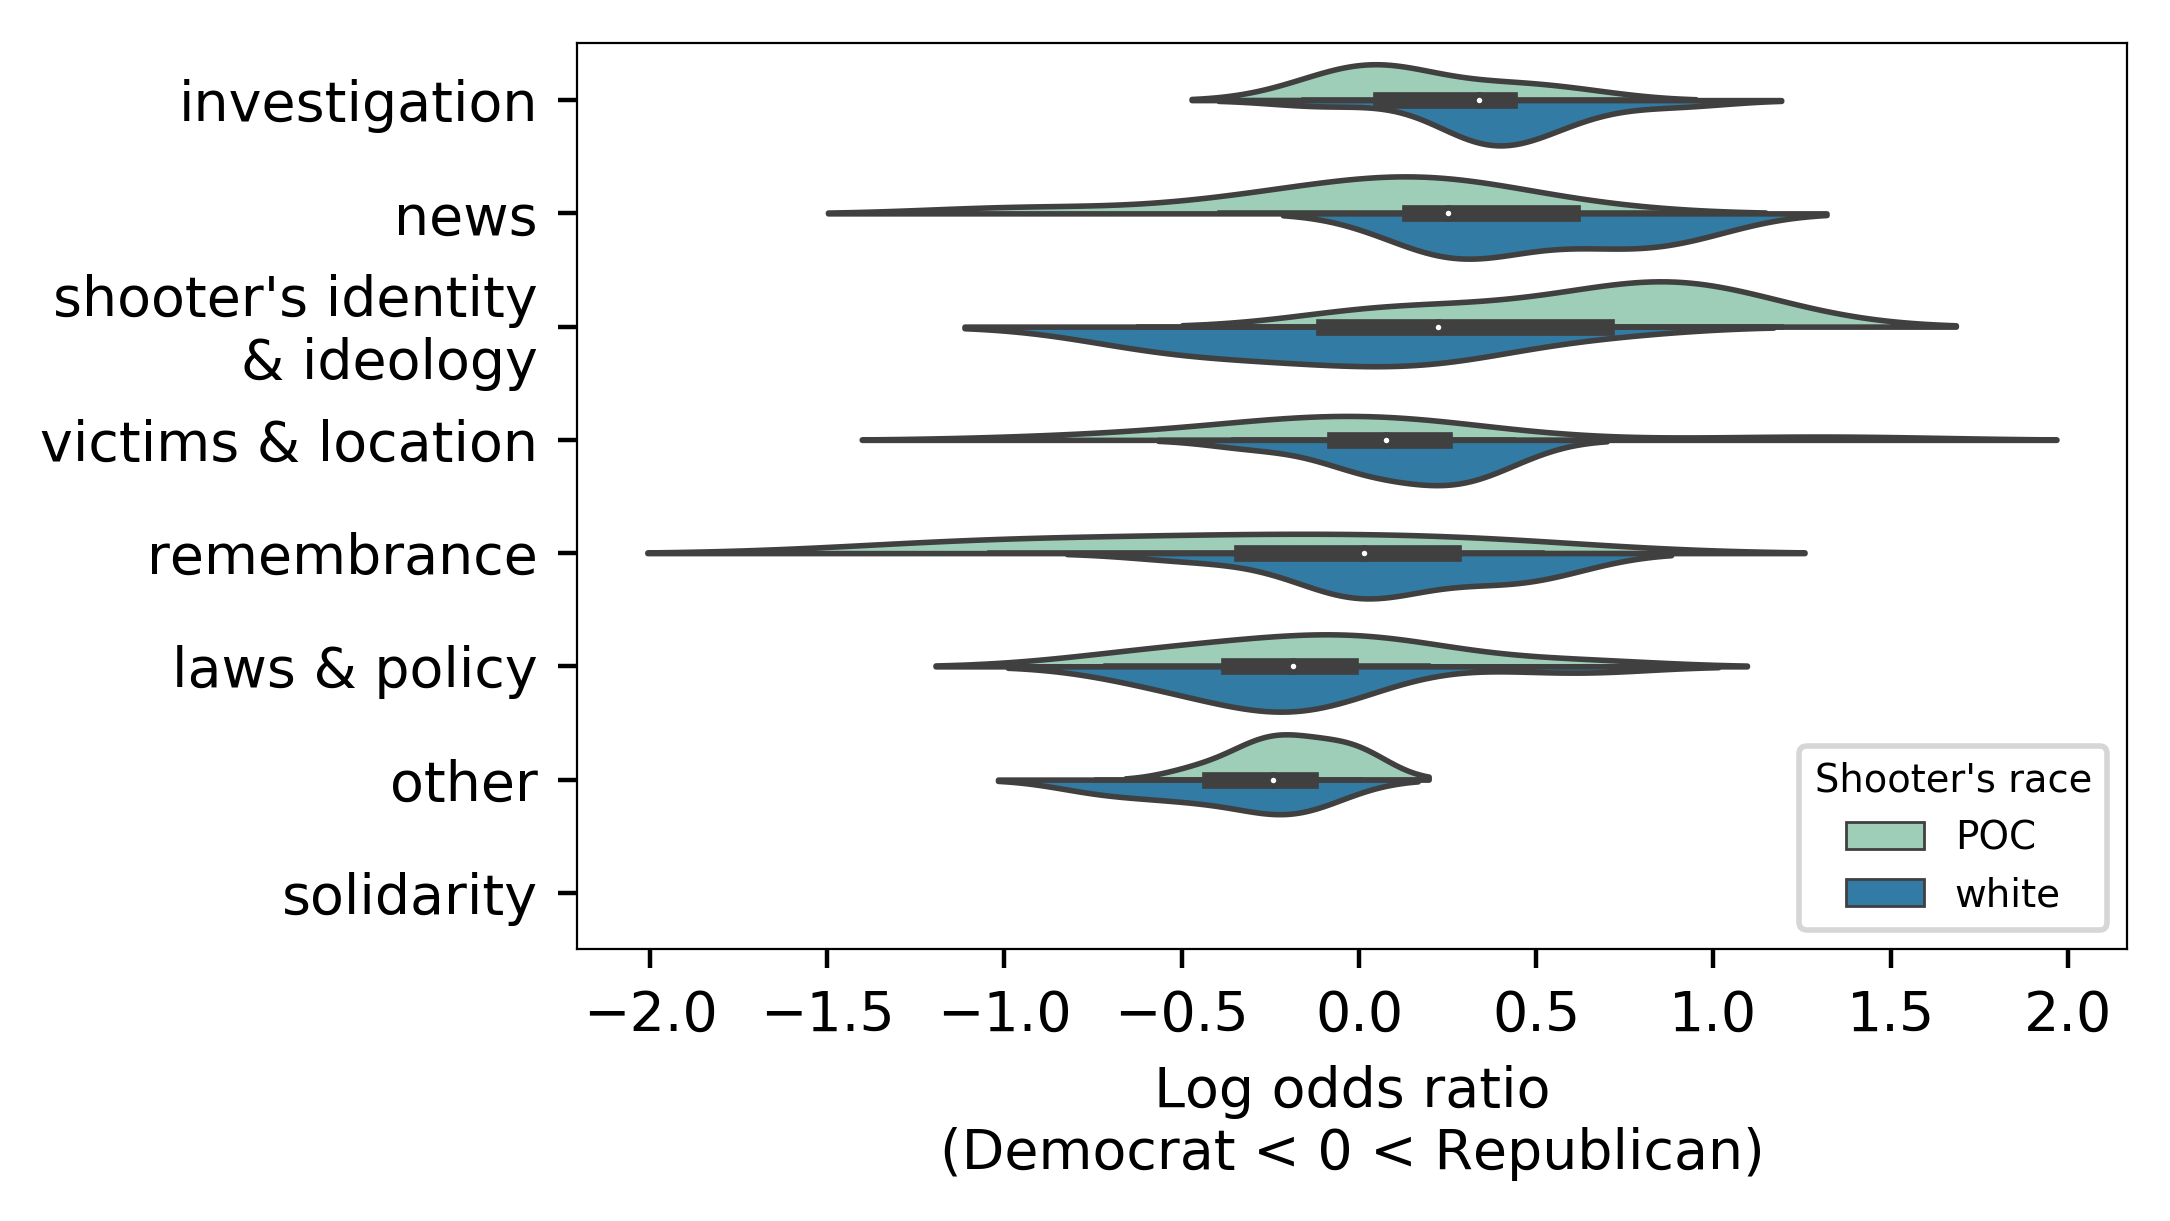 investigation
news
shooter's identity
& ideology
victims & location
remembrance
laws & policy
other
solidarity
Shooter's race
POC
white
−2.0 −1.5 −1.0 −0.5 0.0 0.5 1.0 1.5 2.0
Log odds ratio
(Democrat < 0 < Republican)